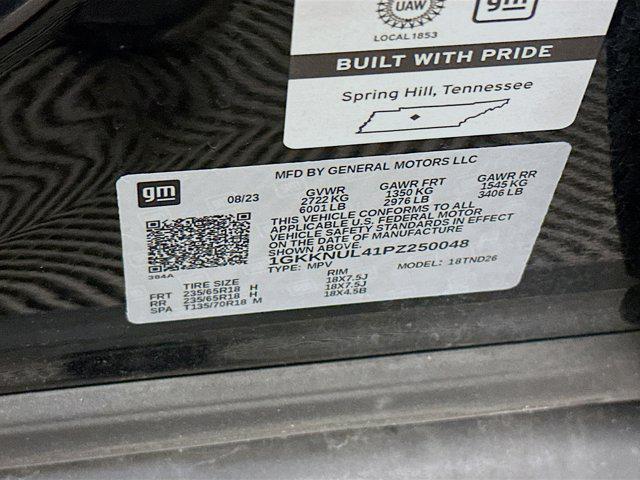 UAW
gm
LOCAL 1853
BUILT WITH PRIDE
Spring Hill, Tennessee
gm
MFD BY GENERAL MOTORS LLC
08/23
GVWR GAWR FRT GAWR RR
2722 KG 1350 KG 1545 KG
6001 LB 2976 LB 3406 LB
THIS VEHICLE CONFORMS TO ALL
APPLICABLE U.S. FEDERAL MOTOR
VEHICLE SAFETY STANDARDS IN EFFECT
ON THE DATE OF MANUFACTURE
SHOWN ABOVE.
1GKKNUL41PZ250048
394A
TYPE: MPV MODEL: 18TND26
TIRE SIZE RIM
FRT 235/65R18 H 18X7.5J
RR 235/65R18 H 18X7.5J
SPA T135/70R18 M 18X4.5B